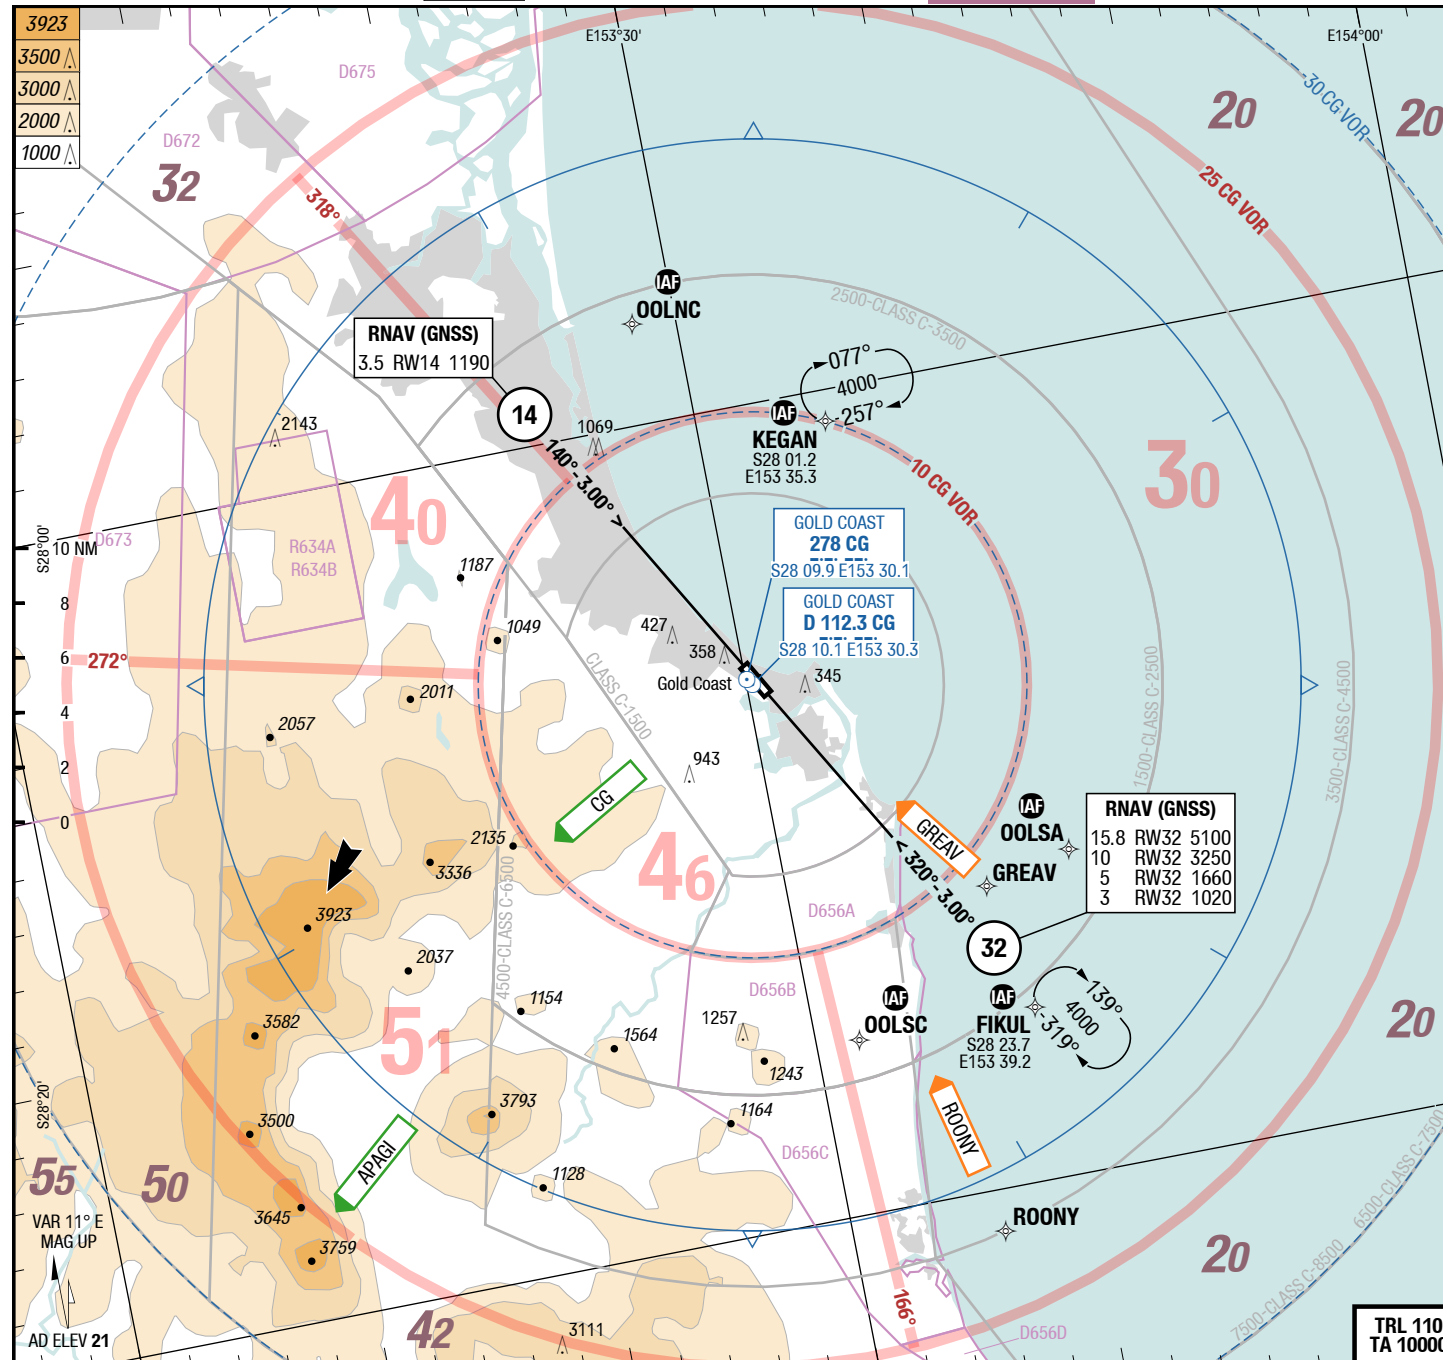 3923
3500
3000
2000
1000
E153°30'
E154°00'
D675
D672
32
318°
20
20
30 CG VOR
25 CG VOR
IAF
OOLNC
2500-CLASS C-3500
RNAV (GNSS)
3.5 RW14 1190
14
077°
4000
257°
IAF
KEGAN
S28 01.2
E153 35.3
2143
1069
140°-3.00° >
10 CG VOR
30
40
GOLD COAST
278 CG
S28 09.9 E153 30.1
S28°00'
10 NM
D673
R634A
R634B
1187
GOLD COAST
D 112.3 CG
S28 10.1 E153 30.3
8
1049
427
358
6
272°
Gold Coast
345
CLASS C-1500
1500-CLASS C-2500
3500-CLASS C-4500
2011
4
2057
2
943
CG
0
2135
3336
46
GREAV
IAF
OOLSA
GREAV
RNAV (GNSS)
15.8 RW32 5100
10 RW32 3250
5 RW32 1660
3 RW32 1020
< 320°-3.00°
3923
4500-CLASS C-6500
D656A
32
2037
D656B
1154
IAF
OOLSC
IAF
FIKUL
S28 23.7
E153 39.2
139°
4000
319°
20
3582
51
1564
1257
1243
S28°20'
3793
1164
3500
APAGI
D656C
ROONY
1128
55
50
VAR 11° E
MAG UP
3645
ROONY
6500-CLASS C-7500
3759
20
7500-CLASS C-8500
166°
AD ELEV 21
42
3111
D656D
TRL 110
TA 10000